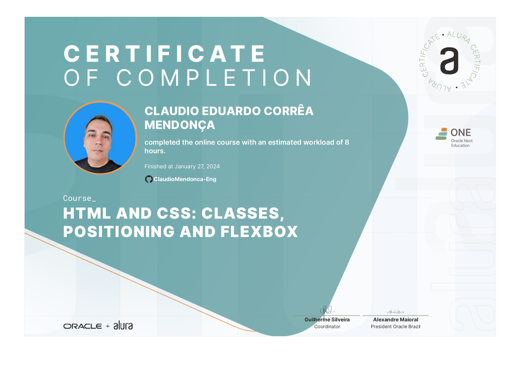 CERTIFICATE
OF COMPLETION
CLAUDIO EDUARDO CORRÊA
MENDONÇA
completed the online course with an estimated workload of 8
hours.
Finished at January 27, 2024
ClaudioMendonca-Eng
Course_
HTML AND CSS: CLASSES,
POSITIONING AND FLEXBOX
ORACLE + alura
Guilherme Silveira
Coordinator
Alexandre Maioral
President Oracle Brazil
CERTIFICATE • ALURA CERTIFICATE • ALURA •
a
ONE
Oracle Next
Education